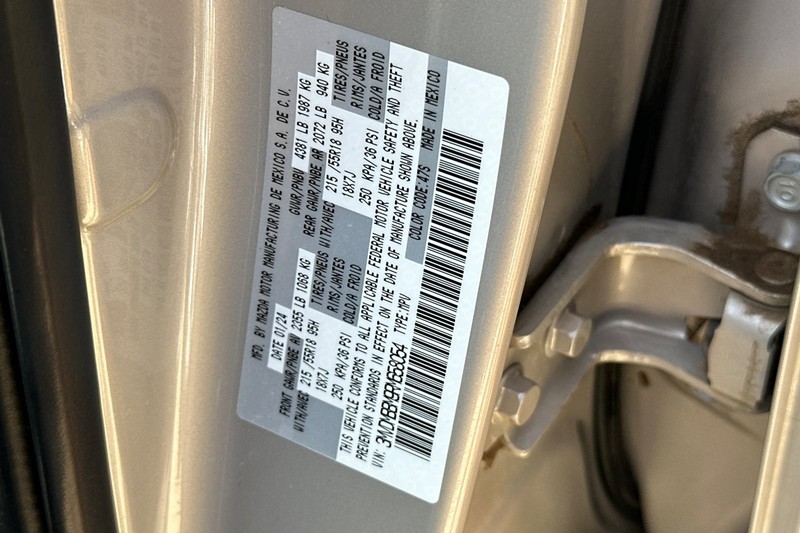 MFD. BY MAZDA MOTOR MANUFACTURING DE MEXICO S.A. DE C.V.
DATE 01/24 GVWR/PNBV 4381 LB 1987 KG
FRONT GAWR/PNBE AV 2055 LB 1068 KG REAR GAWR/PNBE AR 2072 LB 940 KG
WITH/AVEC 215/55R18 95H TIRES/PNEUS WITH/AVEC 215/55R18 95H TIRES/PNEUS
18X7J RIMS/JANTES 18X7J RIMS/JANTES
250 KPA/36 PSI COLD/A FROID 250 KPA/36 PSI COLD/A FROID
THIS VEHICLE CONFORMS TO ALL APPLICABLE FEDERAL MOTOR VEHICLE SAFETY AND THEFT
PREVENTION STANDARDS IN EFFECT ON THE DATE OF MANUFACTURE SHOWN ABOVE.
VIN: TYPE:MPV COLOR CODE:47S MADE IN MEXICO